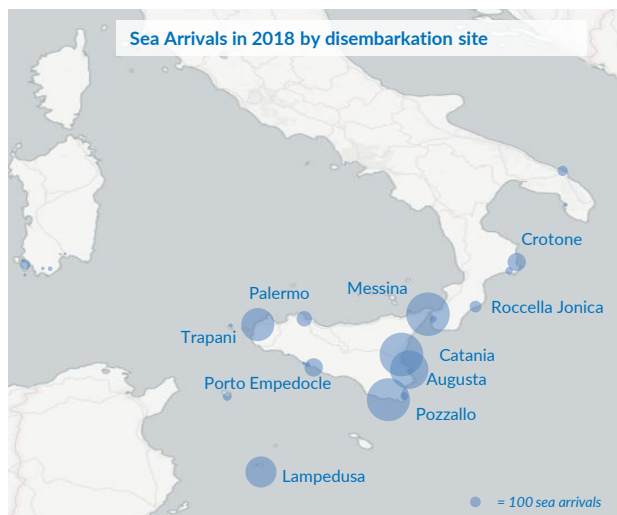 Sea Arrivals in 2018 by disembarkation site
Crotone
Messina
Palermo
Roccella Jonica
Trapani
Catania
Augusta
Porto Empedocle
Pozzallo
Lampedusa
= 100 sea arrivals